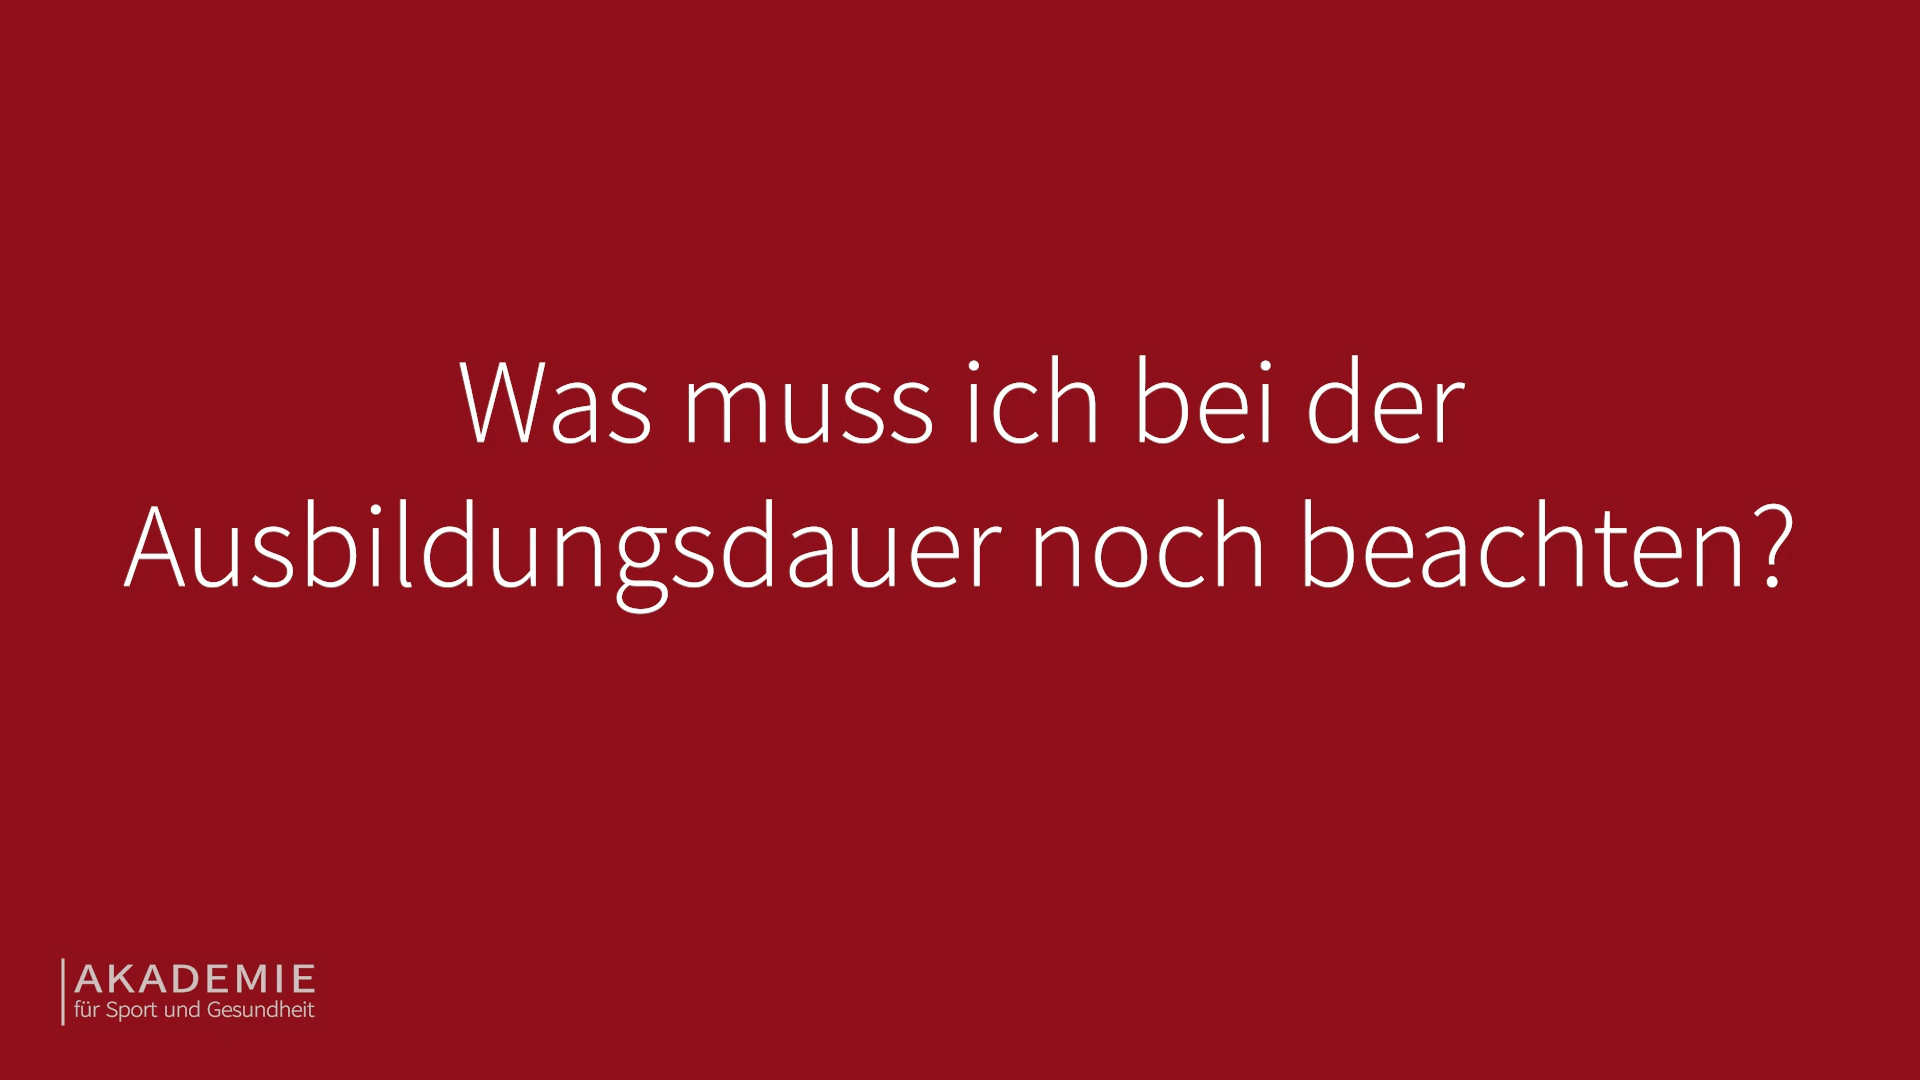 Was muss ich bei der
Ausbildungsdauer noch beachten?
AKADEMIE
für Sport und Gesundheit